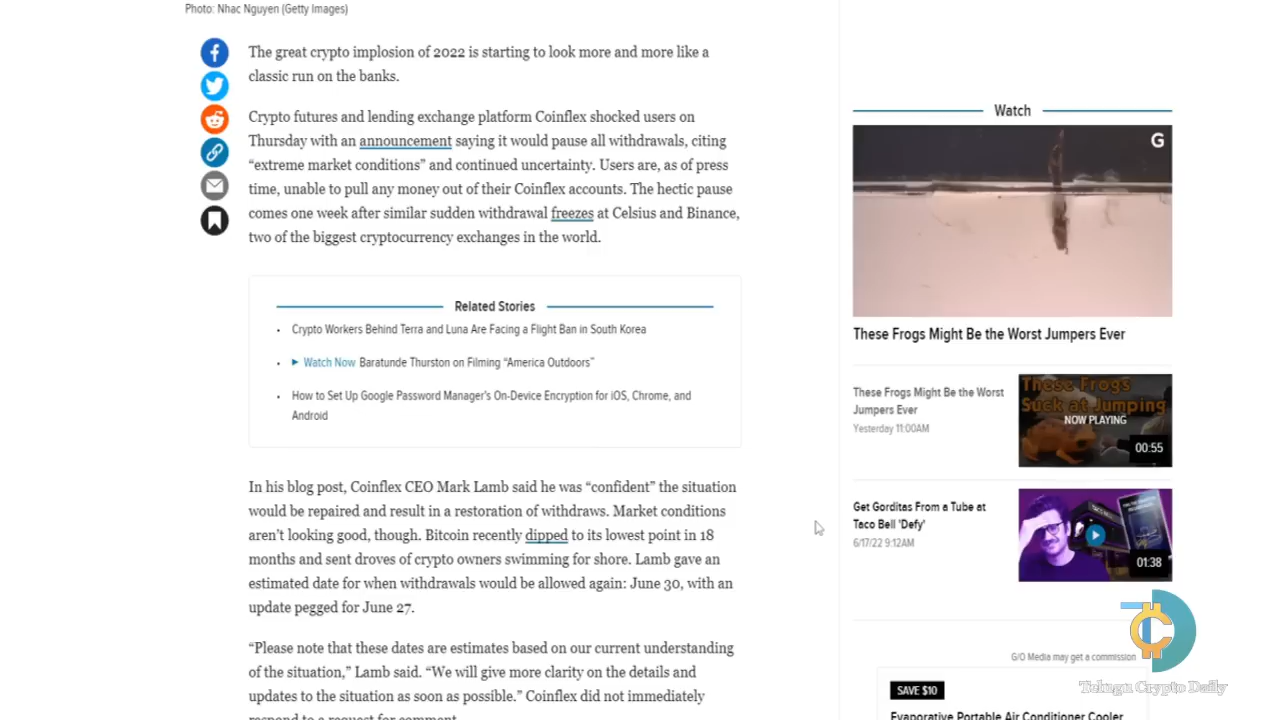 Photo: Nhac Nguyen (Getty Images)
The great crypto implosion of 2022 is starting to look more and more like a
classic run on the banks.
Crypto futures and lending exchange platform Coinflex shocked users on
Thursday with an announcement saying it would pause all withdrawals, citing
“extreme market conditions” and continued uncertainty. Users are, as of press
time, unable to pull any money out of their Coinflex accounts. The hectic pause
comes one week after similar sudden withdrawal freezes at Celsius and Binance,
two of the biggest cryptocurrency exchanges in the world.
Related Stories
Crypto Workers Behind Terra and Luna Are Facing a Flight Ban in South Korea
Watch Now Baratunde Thurston on Filming “America Outdoors”
How to Set Up Google Password Manager's On-Device Encryption for iOS, Chrome, and
Android
In his blog post, Coinflex CEO Mark Lamb said he was “confident” the situation
would be repaired and result in a restoration of withdraws. Market conditions
aren’t looking good, though. Bitcoin recently dipped to its lowest point in 18
months and sent droves of crypto owners swimming for shore. Lamb gave an
estimated date for when withdrawals would be allowed again: June 30, with an
update pegged for June 27.
“Please note that these dates are estimates based on our current understanding
of the situation,” Lamb said. “We will give more clarity on the details and
updates to the situation as soon as possible.” Coinflex did not immediately
respond to a request for comment.
Watch
G
These Frogs Might Be the Worst Jumpers Ever
These Frogs Might Be the Worst
Jumpers Ever
Yesterday 11:00AM
These Frogs
Suck at Jumping
NOW PLAYING
00:55
Get Gorditas From a Tube at
Taco Bell 'Defy'
6/17/22 9:12AM
01:38
G/O Media may get a commission
SAVE $10
Evaporative Portable Air Conditioner Cooler
Telugu Crypto Daily